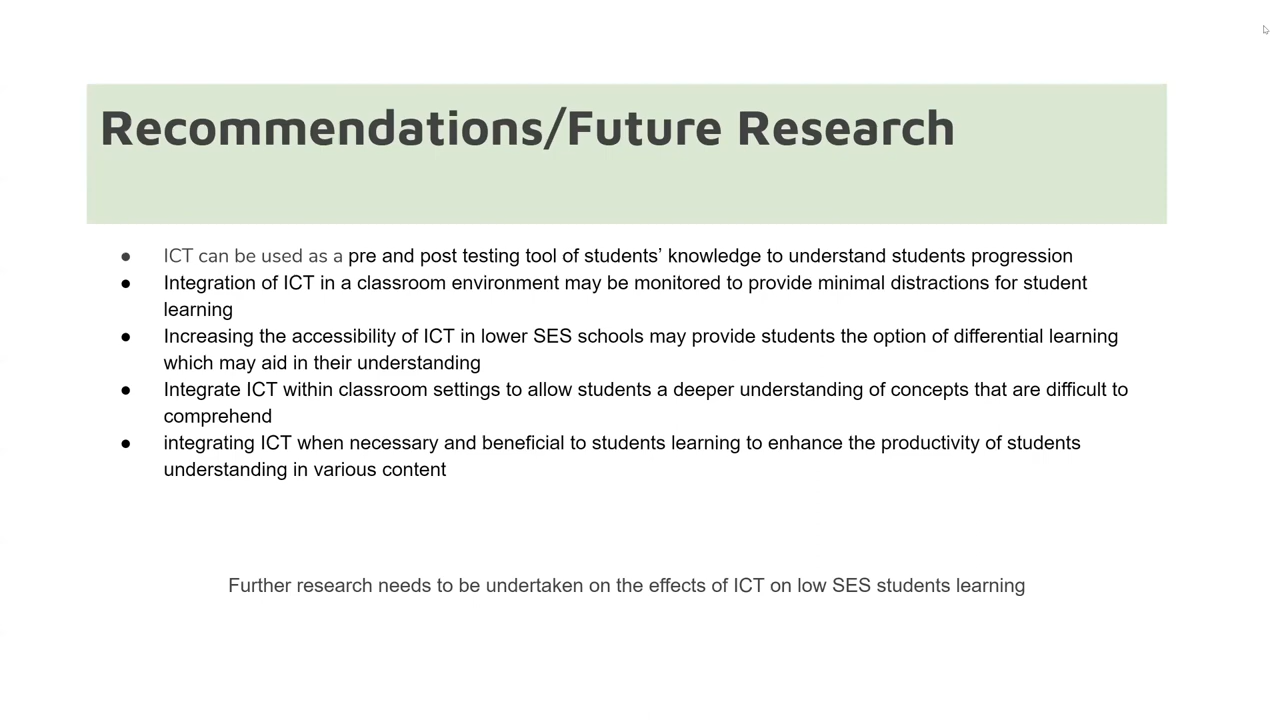 Recommendations/Future Research
● ICT can be used as a pre and post testing tool of students’ knowledge to understand students progression
● Integration of ICT in a classroom environment may be monitored to provide minimal distractions for student
learning
● Increasing the accessibility of ICT in lower SES schools may provide students the option of differential learning
which may aid in their understanding
● Integrate ICT within classroom settings to allow students a deeper understanding of concepts that are difficult to
comprehend
● integrating ICT when necessary and beneficial to students learning to enhance the productivity of students
understanding in various content
Further research needs to be undertaken on the effects of ICT on low SES students learning